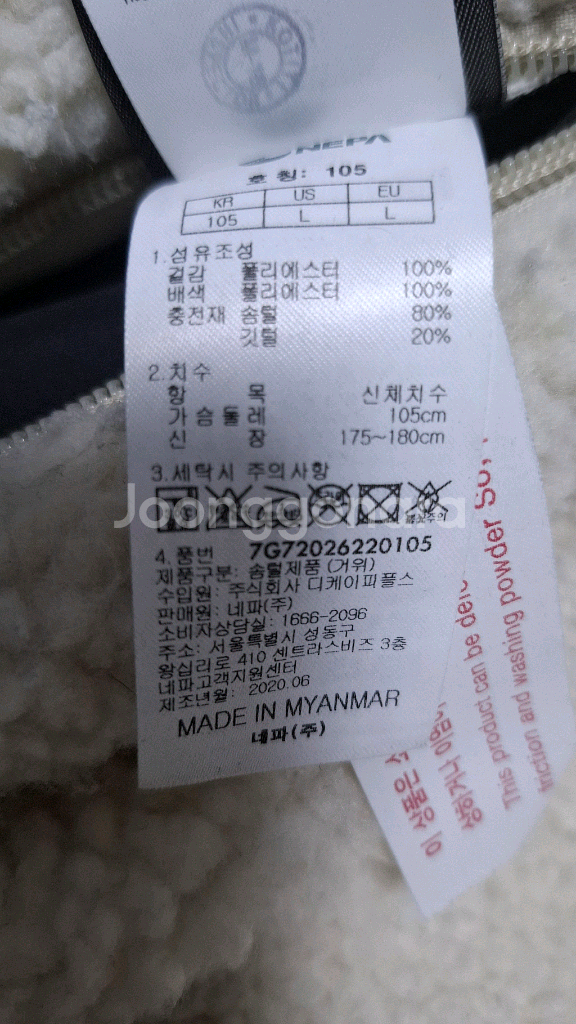 NEPA
호 칭: 105
KR US EU
105 L L
1.섬유조성
겉감 폴리에스터 100%
배색 폴리에스터 100%
충전재 솜털 80%
깃털 20%
2.치수
항 목 신체치수
가슴둘레 105cm
신 장 175~180cm
3.세탁시 주의사항
Joonggonara
4.품번 7G72026220105
제품구분: 솜털제품 (거위)
수입원: 주식회사 디케이피플스
판매원: 네파(주)
소비자상담실: 1666-2096
주소: 서울특별시 성동구
왕십리로 410 센트라스비즈 3층
네파고객지원센터
제조년월: 2020.06
MADE IN MYANMAR
네파(주)
This product can be
friction and washing powder
이 상품은